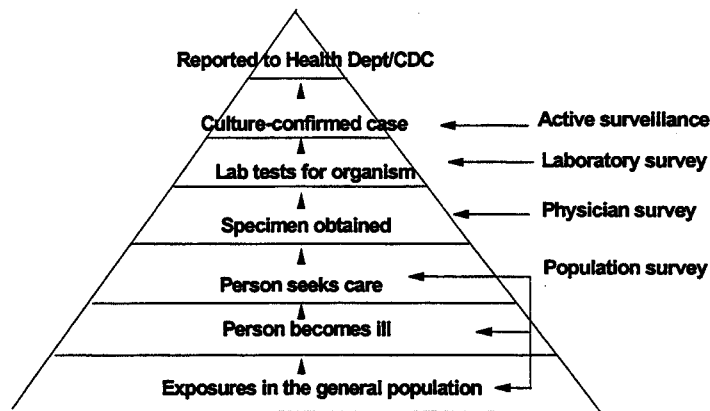 Reported to Health Dept/CDC
Culture-confirmed case
Active surveillance
Lab tests for organism
Laboratory survey
Specimen obtained
Physician survey
Person seeks care
Population survey
Person becomes ill
Exposures in the general population